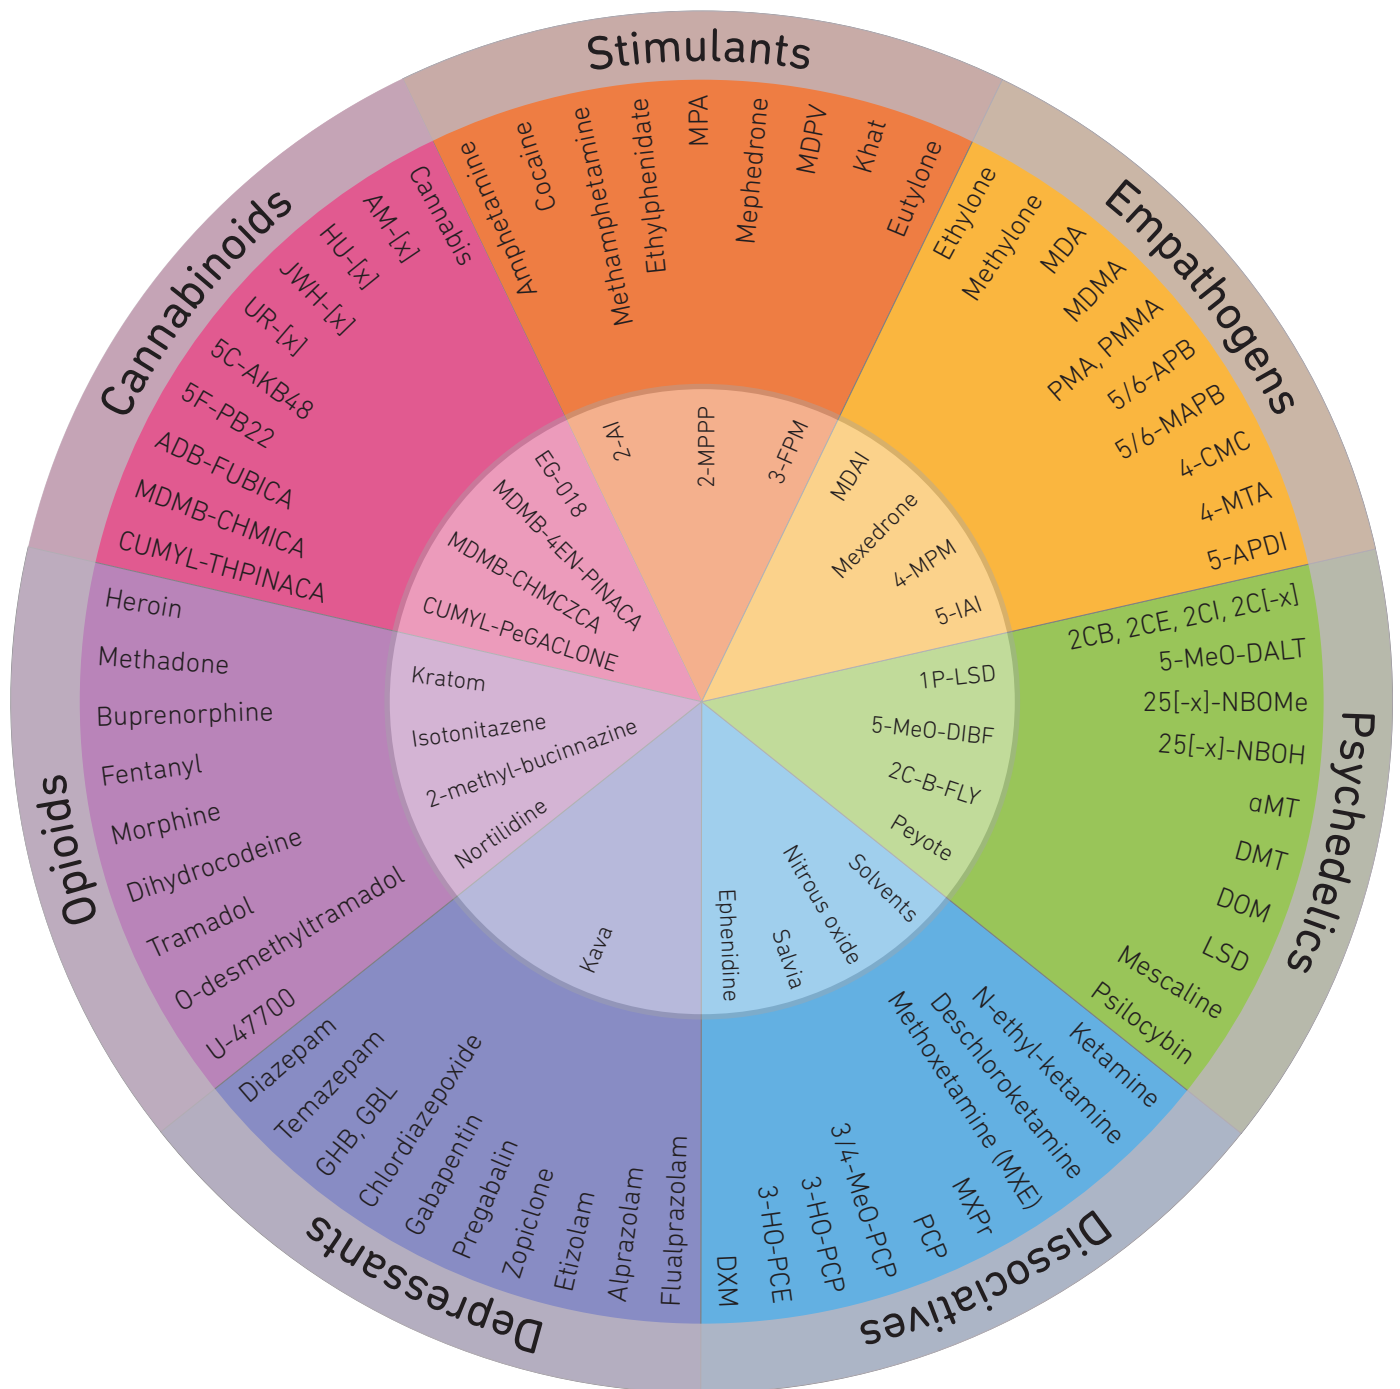 Stimulants
Amphetamine
Cocaine
Methamphetamine
Ethylphenidate
MPA
Mephedrone
MDPV
Khat
Eutylone
2-AI
2-MPPP
3-FPM
Empathogens
Ethylone
Methylone
MDA
MDMA
PMA, PMMA
5/6-APB
5/6-MAPB
4-CMC
4-MTA
5-APDI
MDAI
Mexedrone
4-MPM
5-IAI
Psychedelics
2CB, 2CE, 2CI, 2C[-x]
5-MeO-DALT
25[-x]-NBOMe
25[-x]-NBOH
αMT
DMT
DOM
LSD
Mescaline
Psilocybin
1P-LSD
5-MeO-DIBF
2C-B-FLY
Peyote
Dissociatives
Ketamine
N-ethyl-ketamine
Deschloroketamine
Methoxetamine (MXE)
MXPr
PCP
3/4-MeO-PCP
3-HO-PCP
3-HO-PCE
DXM
Solvents
Nitrous oxide
Salvia
Ephenidine
Depressants
Flualprazolam
Alprazolam
Etizolam
Zopiclone
Pregabalin
Gabapentin
Chlordiazepoxide
GHB, GBL
Temazepam
Diazepam
Kava
Opioids
Heroin
Methadone
Buprenorphine
Fentanyl
Morphine
Dihydrocodeine
Tramadol
O-desmethyltramadol
U-47700
Kratom
Isotonitazene
2-methyl-bucinnazine
Nortilidine
Cannabinoids
Cannabis
AM-[x]
HU-[x]
JWH-[x]
UR-[x]
5C-AKB48
5F-PB22
ADB-FUBICA
MDMB-CHMICA
CUMYL-THPINACA
EG-018
MDMB-4EN-PINACA
MDMB-CHMCZCA
CUMYL-PeGACLONE